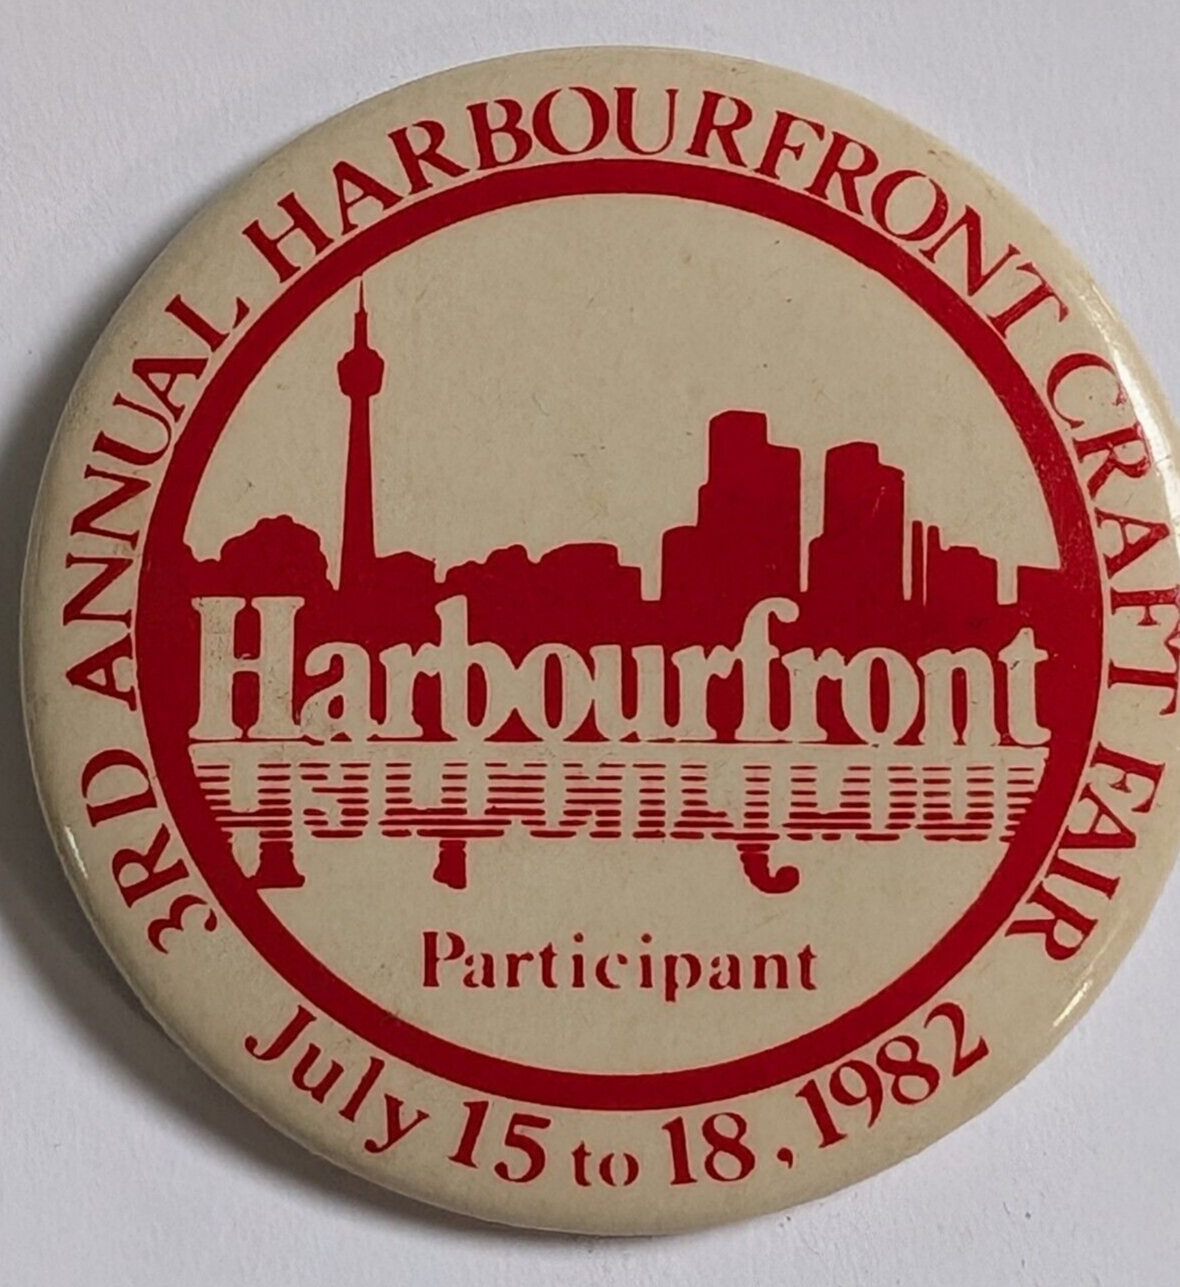 3RD ANNUAL HARBOURFRONT CRAFT FAIR
Harbourfront
Participant
July 15 to 18, 1982